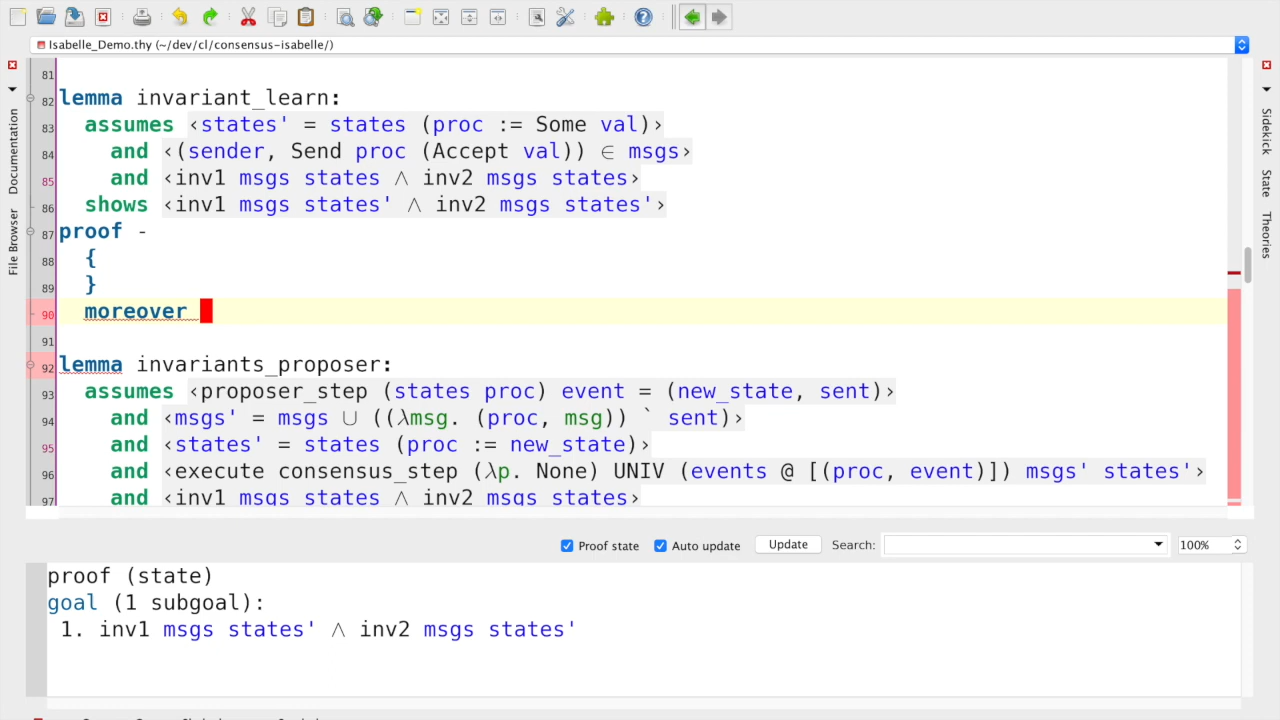 Isabelle_Demo.thy (~/dev/cl/consensus-isabelle/)
81
82 lemma invariant_learn:
83 assumes ‹states' = states (proc := Some val)›
84 and ‹(sender, Send proc (Accept val)) ∈ msgs›
85 and ‹inv1 msgs states ∧ inv2 msgs states›
86 shows ‹inv1 msgs states' ∧ inv2 msgs states'›
87 proof -
88 {
89 }
90 moreover
91
92 lemma invariants_proposer:
93 assumes ‹proposer_step (states proc) event = (new_state, sent)›
94 and ‹msgs' = msgs ∪ ((λmsg. (proc, msg)) ` sent)›
95 and ‹states' = states (proc := new_state)›
96 and ‹execute consensus_step (λp. None) UNIV (events @ [(proc, event)]) msgs' states'›
97 and ‹inv1 msgs states ∧ inv2 msgs states›
Documentation
File Browser
Sidekick
State
Theories
Proof state Auto update Update Search: 100%
proof (state)
goal (1 subgoal):
1. inv1 msgs states' ∧ inv2 msgs states'